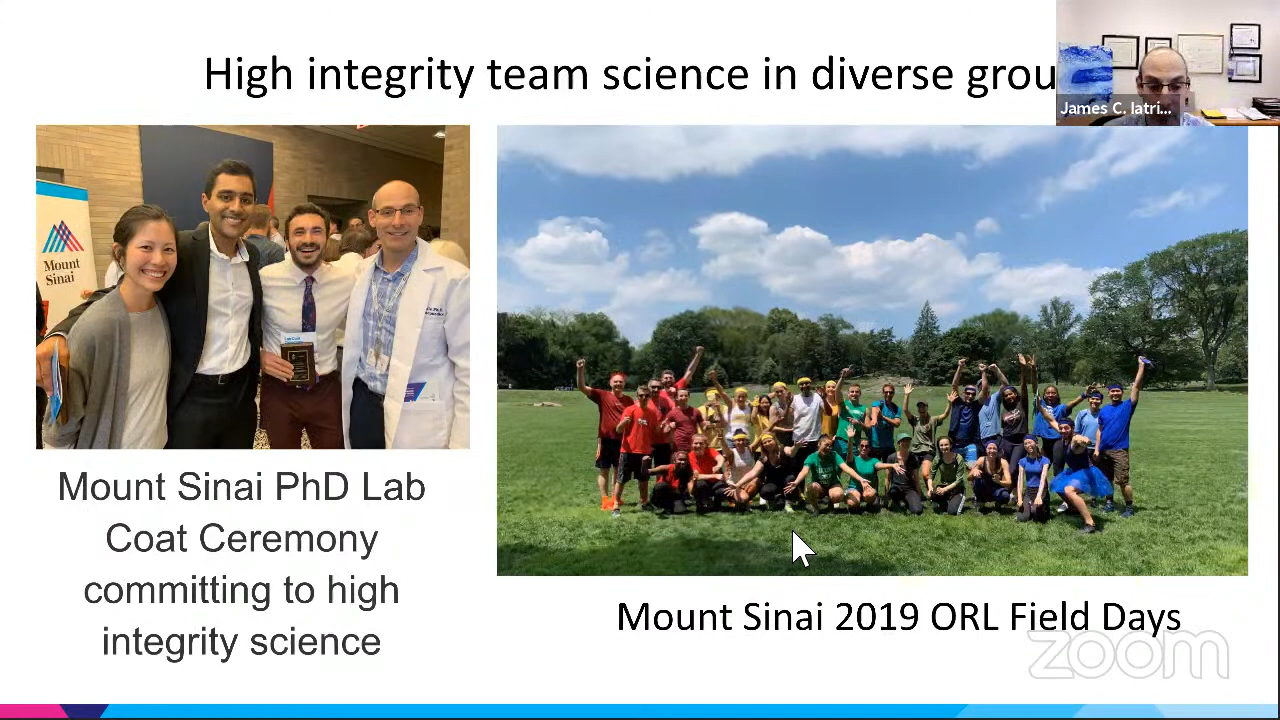 High integrity team science in diverse grou
James C. Iatri...
Mount
Sinai
Mount Sinai PhD Lab
Coat Ceremony
committing to high
integrity science
Mount Sinai 2019 ORL Field Days
zoom